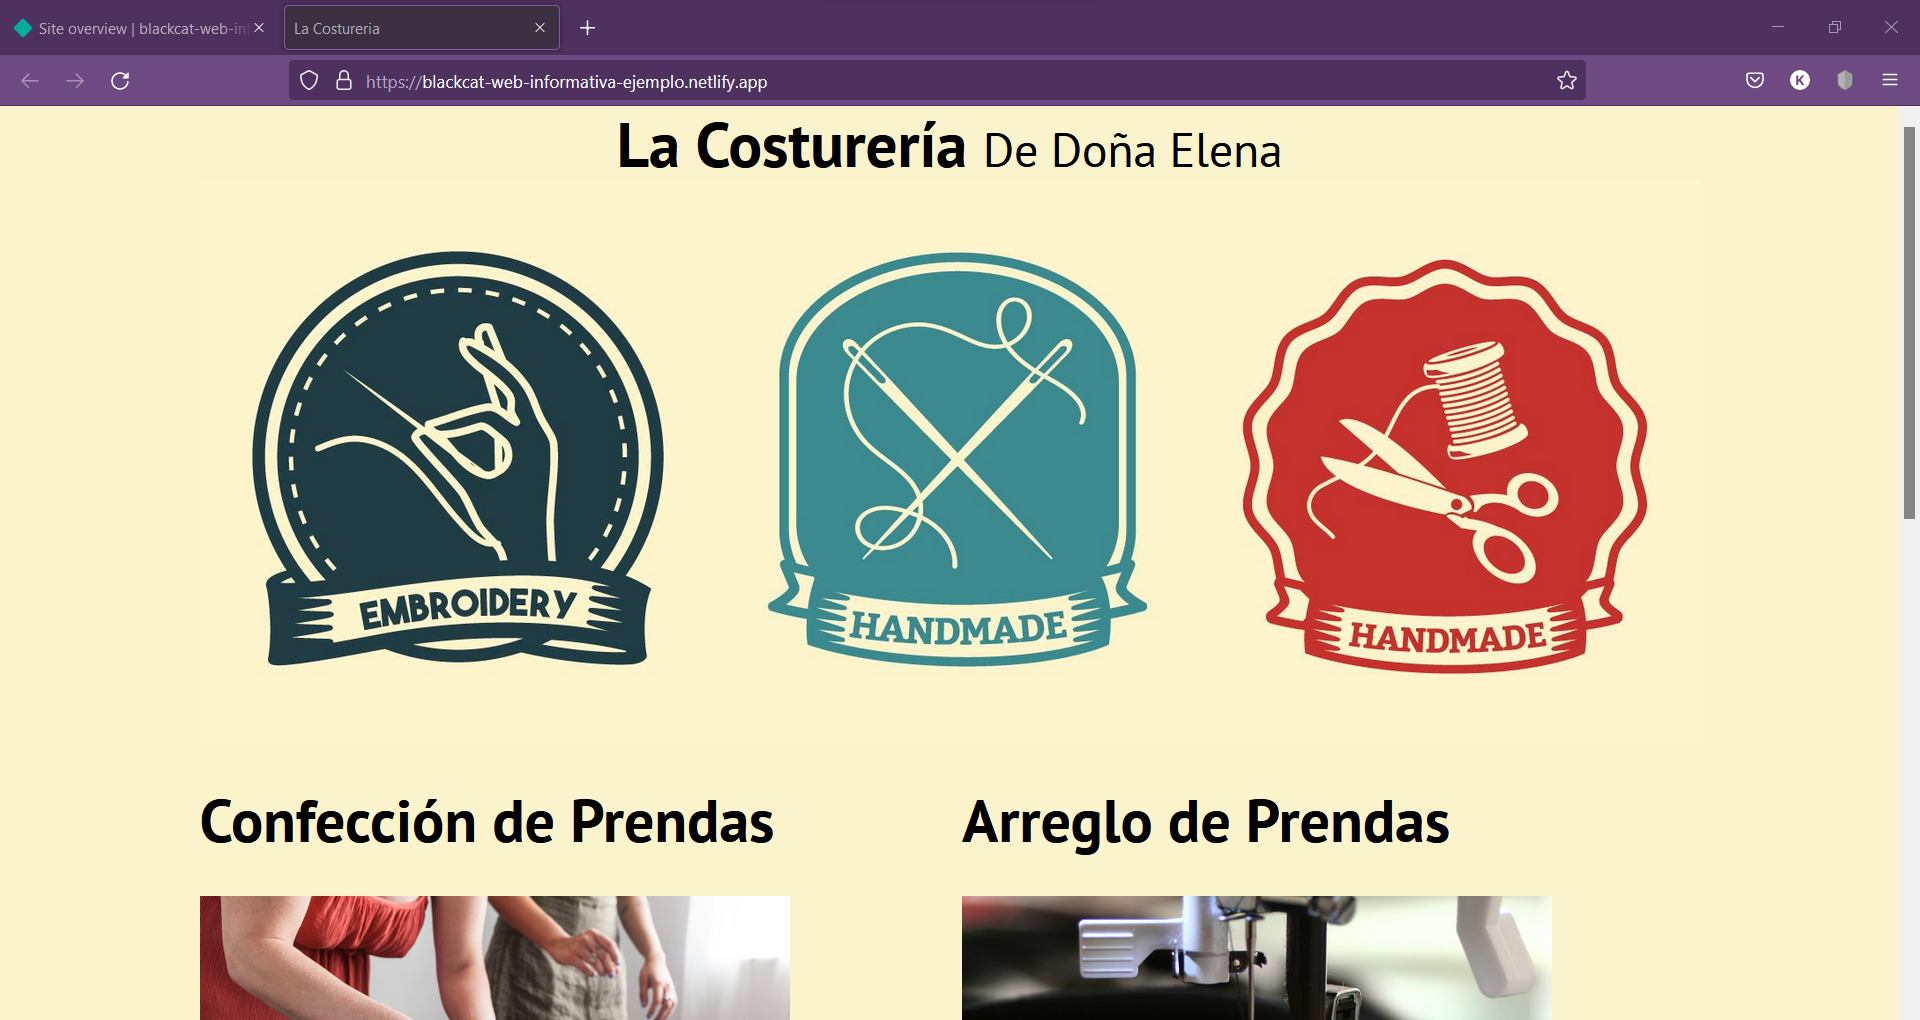 Site overview | blackcat-web-in
La Costureria
https://blackcat-web-informativa-ejemplo.netlify.app
K
La Costurería De Doña Elena
EMBROIDERY
HANDMADE
HANDMADE
Confección de Prendas
Arreglo de Prendas